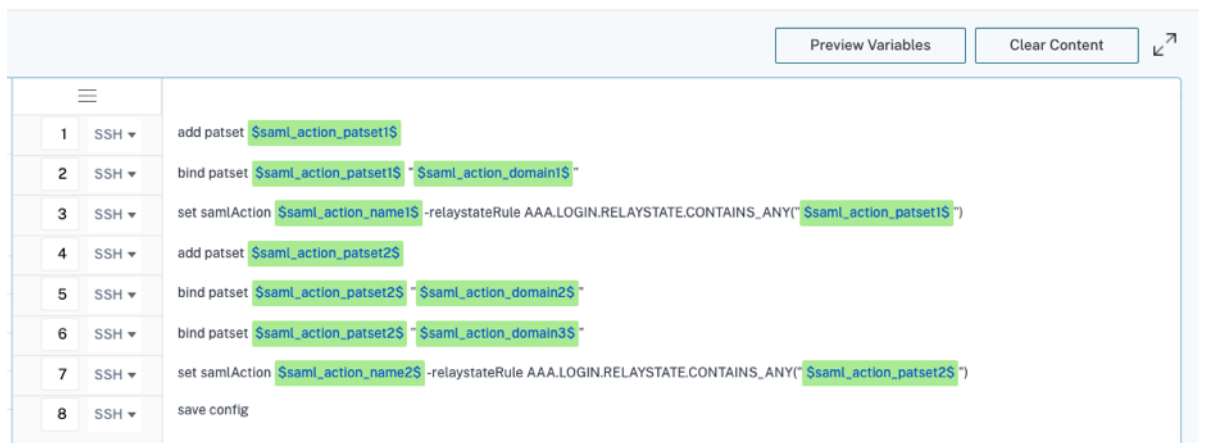 Preview Variables Clear Content
1 SSH add patset $saml_action_patset1$
2 SSH bind patset $saml_action_patset1$ "$saml_action_domain1$"
3 SSH set samlAction $saml_action_name1$ -relaystateRule AAA.LOGIN.RELAYSTATE.CONTAINS_ANY("$saml_action_patset1$")
4 SSH add patset $saml_action_patset2$
5 SSH bind patset $saml_action_patset2$ "$saml_action_domain2$"
6 SSH bind patset $saml_action_patset2$ "$saml_action_domain3$"
7 SSH set samlAction $saml_action_name2$ -relaystateRule AAA.LOGIN.RELAYSTATE.CONTAINS_ANY("$saml_action_patset2$")
8 SSH save config